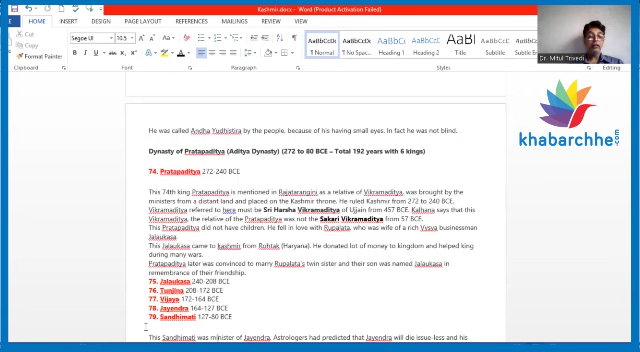 Kashmir.docx - Word (Product Activation Failed)
HOME INSERT DESIGN PAGE LAYOUT REFERENCES MAILINGS REVIEW VIEW
Cut
Copy
Format Painter
Segoe UI 10.5
AaBbCcDc AaBbCcDc AaBbCc AaBbCcC AaBl AaBbCcD AaBbCcD
¶ Normal ¶ No Spac... Heading 1 Heading 2 Title Subtitle Subtle Em
Clipboard Font Paragraph Styles Editing
Dr. Mitul Trivedi
khabarchhe.com
He was called Andha Yudhistira by the people, because of his having small eyes. In fact he was not blind.
Dynasty of Pratapaditya (Aditya Dynasty) (272 to 80 BCE – Total 192 years with 6 kings)
74. Pratapaditya 272-240 BCE
This 74th king Pratapaditya is mentioned in Rajatarangini as a relative of Vikramaditya, was brought by the
ministers from a distant land and placed on the Kashmir throne. He ruled Kashmir from 272 to 240 BCE.
Vikramaditya referred to here must be Sri Harsha Vikramaditya of Ujjain from 457 BCE. Kalhana says that this
Vikramaditya, the relative of the Pratapaditya was not the Sakari Vikramaditya from 57 BCE.
This Pratapaditya did not have children. He fell in love with Rupalata, who was wife of a rich Vysva businessman
Jalaukasa
This Jalaukasa came to kashmir from Rohtak (Haryana). He donated lot of money to kingdom and helped king
during many wars.
Pratapaditya later was convinced to marry Rupalata's twin sister and their son was named Jalaukasa in
remembrance of their friendship.
75. Jalaukasa 240-208 BCE
76. Tunjina 208-172 BCE
77. Vijaya 172-164 BCE
78. Jayendra 164-127 BCE
79. Sandhimati 127-80 BCE
This Sandhimati was minister of Jayendra. Astrologers had predicted that Jayendra will die issue-less and his